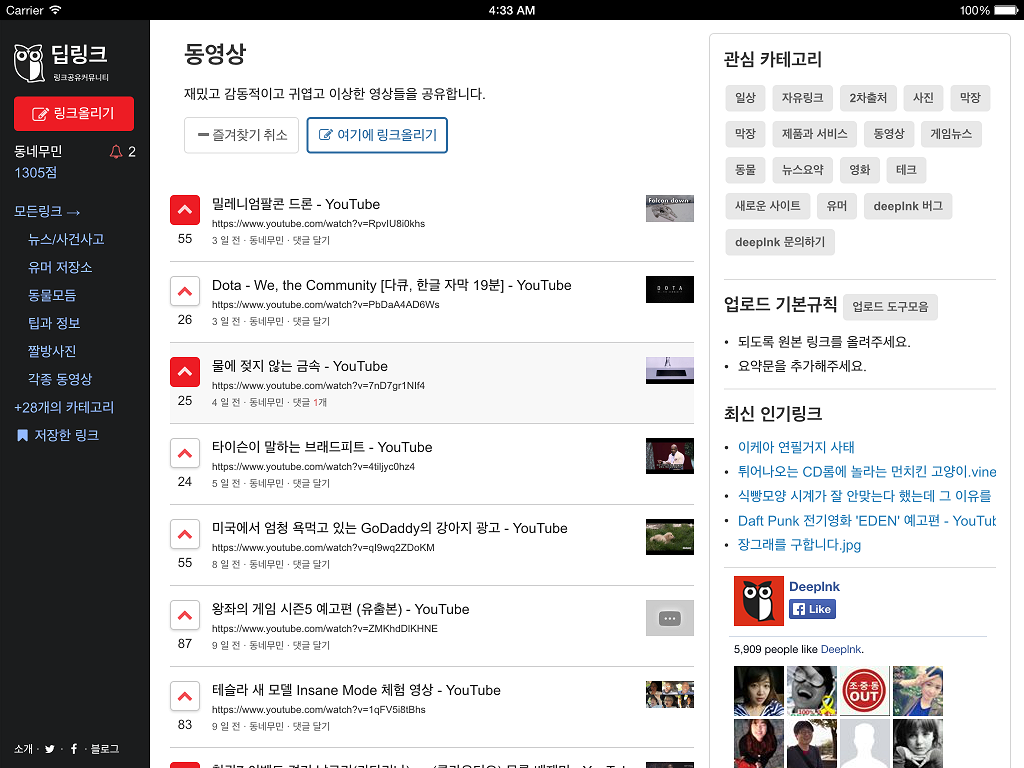 Carrier
4:33 AM
100%
딥링크
링크공유커뮤니티
링크올리기
동네무민
2
1305점
모든링크 →
뉴스/사건사고
유머 저장소
동물모듬
팁과 정보
짤방사진
각종 동영상
+28개의 카테고리
저장한 링크
소개 · · · 블로그
동영상
재밌고 감동적이고 귀엽고 이상한 영상들을 공유합니다.
즐겨찾기 취소
여기에 링크올리기
밀레니엄팔콘 드론 - YouTube
https://www.youtube.com/watch?v=RpvIU8i0khs
55
3 일 전 · 동네무민 · 댓글 달기
Falcon down
Dota - We, the Community [다큐, 한글 자막 19분] - YouTube
https://www.youtube.com/watch?v=PbDaA4AD6Ws
26
3 일 전 · 동네무민 · 댓글 달기
DOTA
물에 젖지 않는 금속 - YouTube
https://www.youtube.com/watch?v=7nD7gr1NIf4
25
4 일 전 · 동네무민 · 댓글 1개
타이슨이 말하는 브래드피트 - YouTube
https://www.youtube.com/watch?v=4tiljyc0hz4
24
5 일 전 · 동네무민 · 댓글 달기
미국에서 엄청 욕먹고 있는 GoDaddy의 강아지 광고 - YouTube
https://www.youtube.com/watch?v=qI9wq2ZDoKM
55
8 일 전 · 동네무민 · 댓글 달기
왕좌의 게임 시즌5 예고편 (유출본) - YouTube
https://www.youtube.com/watch?v=ZMKhdDlKHNE
87
9 일 전 · 동네무민 · 댓글 달기
테슬라 새 모델 Insane Mode 체험 영상 - YouTube
https://www.youtube.com/watch?v=1qFV5i8tBhs
83
9 일 전 · 동네무민 · 댓글 달기
관심 카테고리
일상 자유링크 2차출처 사진 막장
막장 제품과 서비스 동영상 게임뉴스
동물 뉴스요약 영화 테크
새로운 사이트 유머 deeplnk 버그
deeplnk 문의하기
업로드 기본규칙 업로드 도구모음
• 되도록 원본 링크를 올려주세요.
• 요약문을 추가해주세요.
최신 인기링크
• 이케아 연필거지 사태
• 튀어나오는 CD롬에 놀라는 먼치킨 고양이.vine
• 식빵모양 시계가 잘 안맞는다 했는데 그 이유를
• Daft Punk 전기영화 'EDEN' 예고편 - YouTub
• 장그래를 구합니다.jpg
Deeplnk
Like
5,909 people like Deeplnk.
조·중·동
OUT